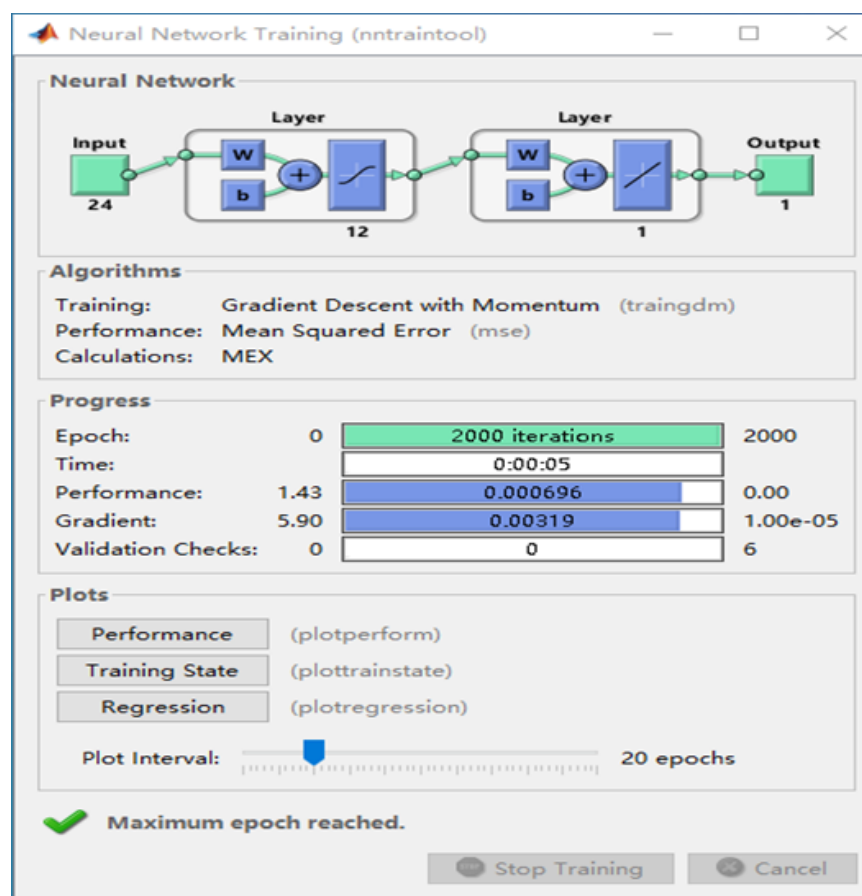 Neural Network Training (nntraintool)
Neural Network
Layer
Layer
Input
Output
W
W
b
b
24
12
1
1
Algorithms
Training: Gradient Descent with Momentum (traingdm)
Performance: Mean Squared Error (mse)
Calculations: MEX
Progress
Epoch: 0 2000 iterations 2000
Time: 0:00:05
Performance: 1.43 0.000696 0.00
Gradient: 5.90 0.00319 1.00e-05
Validation Checks: 0 0 6
Plots
Performance (plotperform)
Training State (plottrainstate)
Regression (plotregression)
Plot Interval: 20 epochs
Maximum epoch reached.
Stop Training Cancel